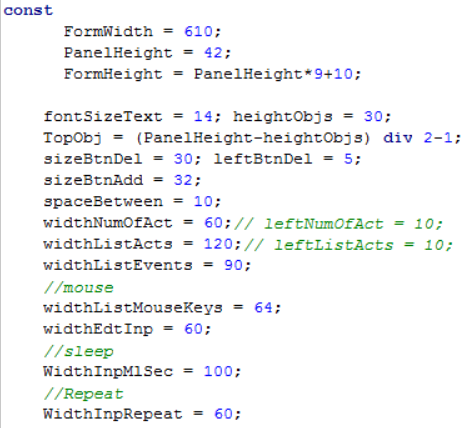 const
FormWidth = 610;
PanelHeight = 42;
FormHeight = PanelHeight*9+10;
fontSizeText = 14; heightObjs = 30;
TopObj = (PanelHeight-heightObjs) div 2-1;
sizeBtnDel = 30; leftBtnDel = 5;
sizeBtnAdd = 32;
spaceBetween = 10;
widthNumOfAct = 60;// leftNumOfAct = 10;
widthListActs = 120;// leftListActs = 10;
widthListEvents = 90;
//mouse
widthListMouseKeys = 64;
widthEdtInp = 60;
//sleep
WidthInpMlSec = 100;
//Repeat
WidthInpRepeat = 60;